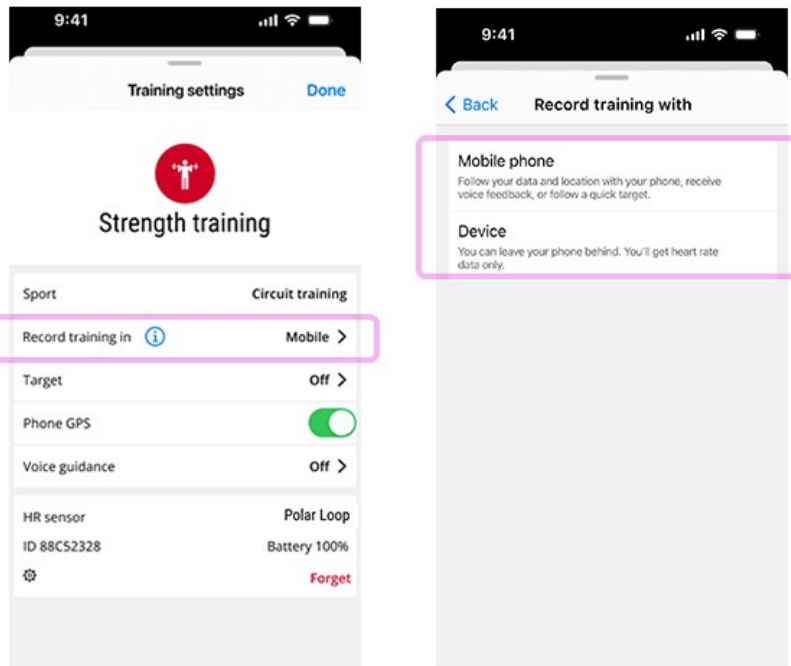 9:41
Training settings Done
Strength training
Sport Circuit training
Record training in i Mobile >
Target Off >
Phone GPS
Voice guidance Off >
HR sensor Polar Loop
ID 88C52328 Battery 100%
Forget
9:41
< Back Record training with
Mobile phone
Follow your data and location with your phone, receive
voice feedback, or follow a quick target.
Device
You can leave your phone behind. You'll get heart rate
data only.